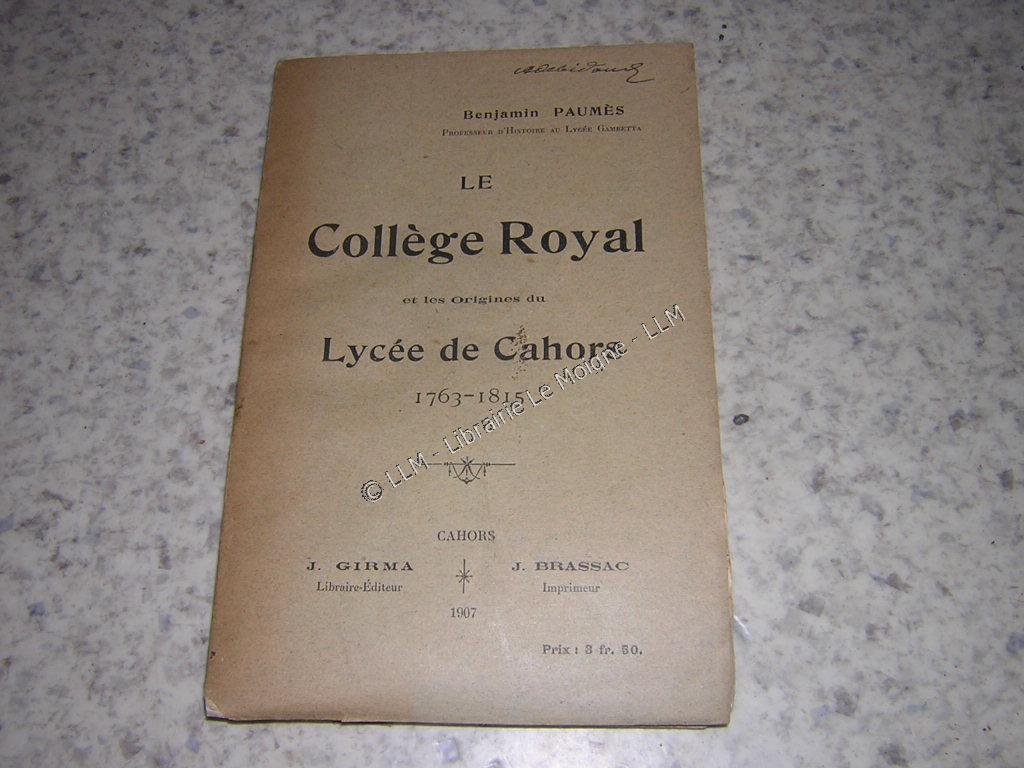 Benjamin PAUMÈS
PROFESSEUR D'HISTOIRE AU LYCÉE GAMBETTA
LE
Collège Royal
et les Origines du
Lycée de Cahors
1763-1815
© LLM - Librairie Le Moigne - LLM
CAHORS
J. GIRMA J. BRASSAC
Libraire-Éditeur Imprimeur
1907
Prix : 3 fr. 50.